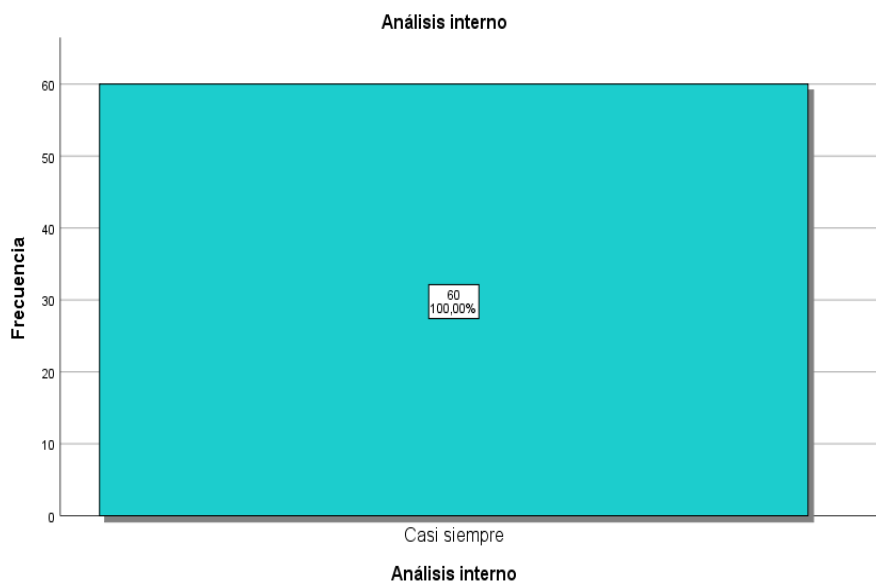 Análisis interno
Frecuencia
60
50
40
30
20
10
0
60
100,00%
Casi siempre
Análisis interno